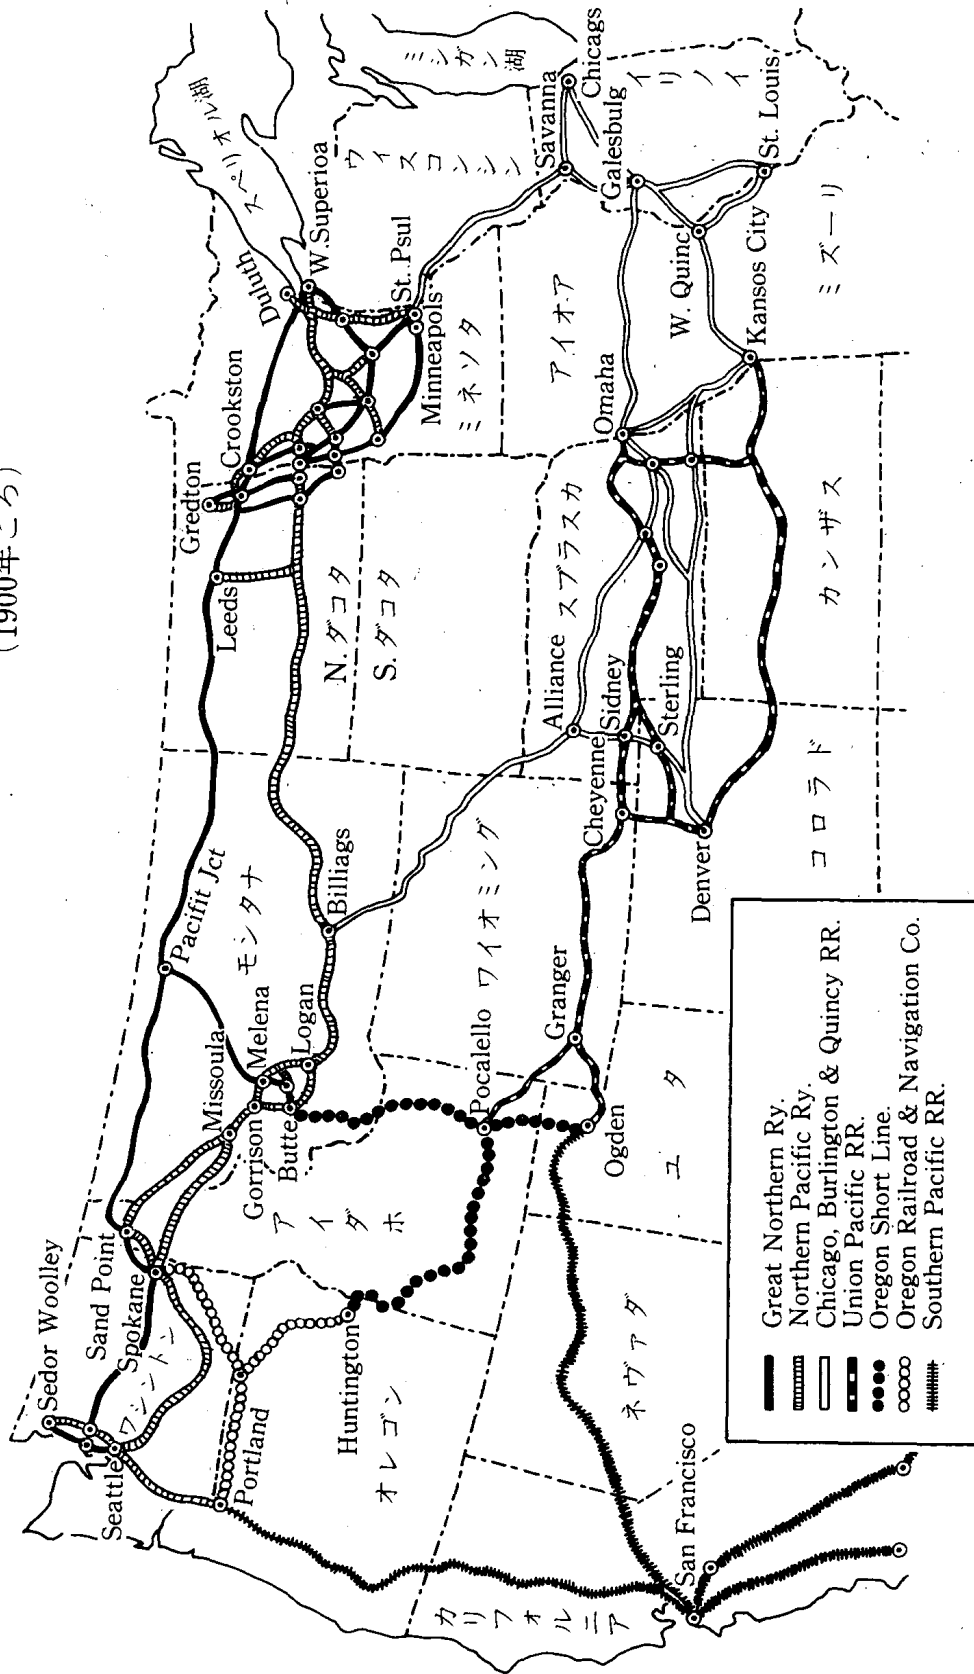 (1900年ころ)
スペリオル湖
ミシガン湖
ウィスコンシン
イリノイ
ミネソタ
アイオア
ミズーリ
N.ダコタ
S.ダコタ
スブラスカ
カンザス
モンタナ
ワイオミング
コロラド
アイダホ
ユタ
ワシントン
オレゴン
ネヴァダ
カリフォルニア
Sedor Woolley
Seattle
Sand Point
Spokane
Portland
Huntington
San Francisco
Missoula
Gorrison
Butte
Melena
Logan
Pacifit Jct
Billiags
Pocalello
Granger
Ogden
Leeds
Gredton
Crookston
Duluth
W.Superioa
St. Psul
Minneapols
Savanna
Chicags
Galesbulg
St. Louis
W. Quinc
Kansos City
Omaha
Alliance
Sidney
Sterling
Cheyenne
Denver
Great Northern Ry.
Northern Pacific Ry.
Chicago, Burlington & Quincy RR.
Union Pacific RR.
Oregon Short Line.
Oregon Railroad & Navigation Co.
Southern Pacific RR.